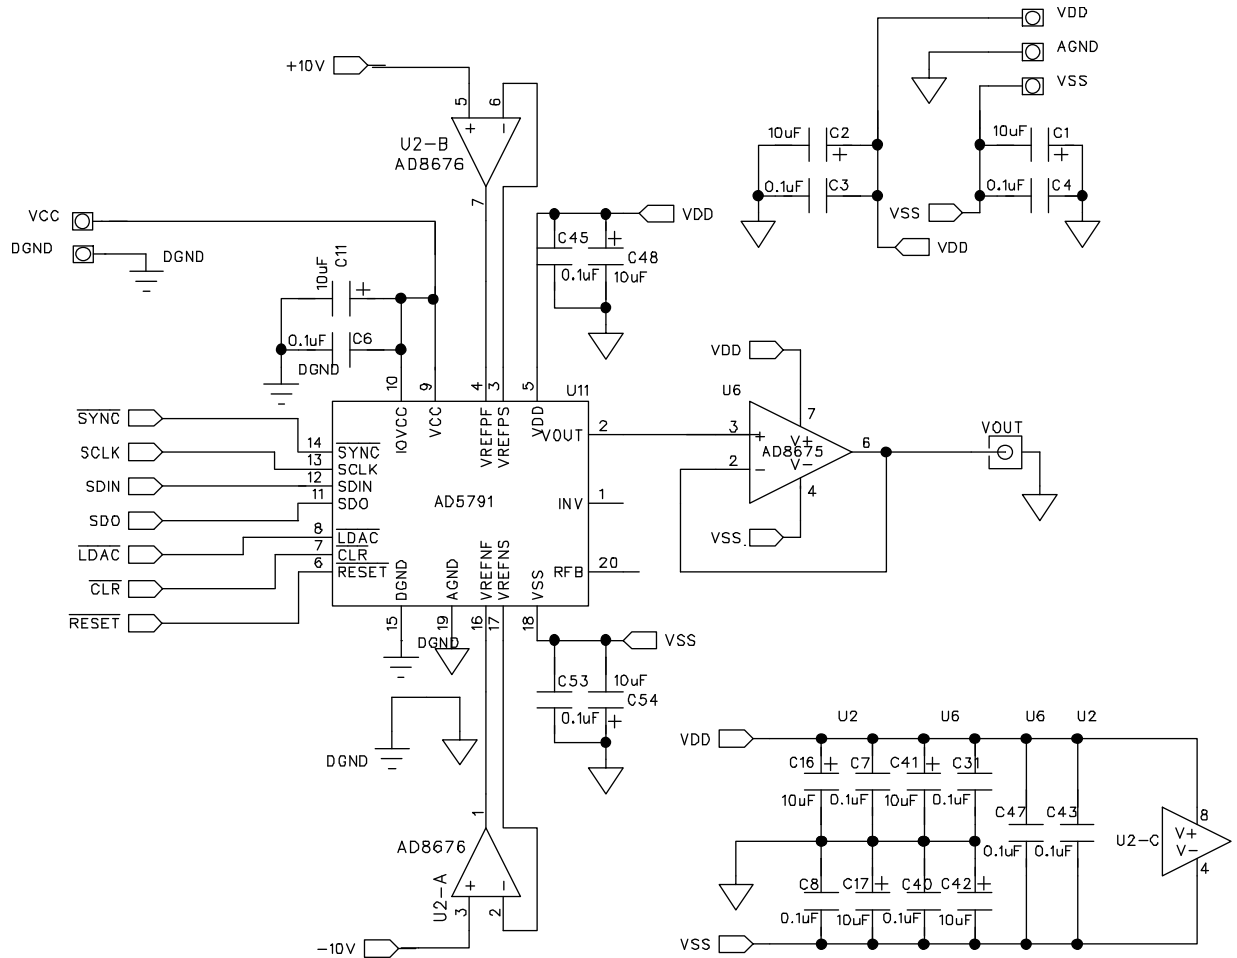 VDD
AGND
VSS
10uF C2
0.1uF C3
VDD
10uF C1
0.1uF C4
VSS
+10V
5 6
U2-B
AD8676
7
VCC
DGND
DGND
10uF C11
0.1uF C6
DGND
VDD
C45
0.1uF
C48
10uF
10 9 4 3 5
U11
IOVCC VCC VREFPF VREFPS VDD
SYNC 14 SYNC
SCLK 13 SCLK
SDIN 12 SDIN
SDO 11 SDO
LDAC 8 LDAC
CLR 7 CLR
RESET 6 RESET
AD5791
VOUT 2
INV 1
RFB 20
DGND AGND VREFNF VREFNS VSS
15 19 16 17 18
DGND
VDD
U6
7
3 +
V+
AD8675
V-
2 -
6
4
VSS.
VOUT
VSS
C53
0.1uF
10uF
C54
DGND
1
AD8676
U2-A
3 2
-10V
U2 U6 U6 U2
VDD
C16 C7 C41 C31
10uF 0.1uF 10uF 0.1uF
C47 C43
0.1uF 0.1uF
C8 C17 C40 C42
0.1uF 10uF 0.1uF 10uF
VSS
U2-C
8
V+
V-
4